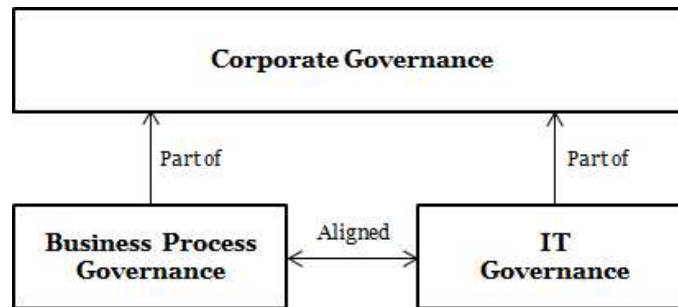 Corporate Governance
Part of
Part of
Business Process
Governance
Aligned
IT
Governance